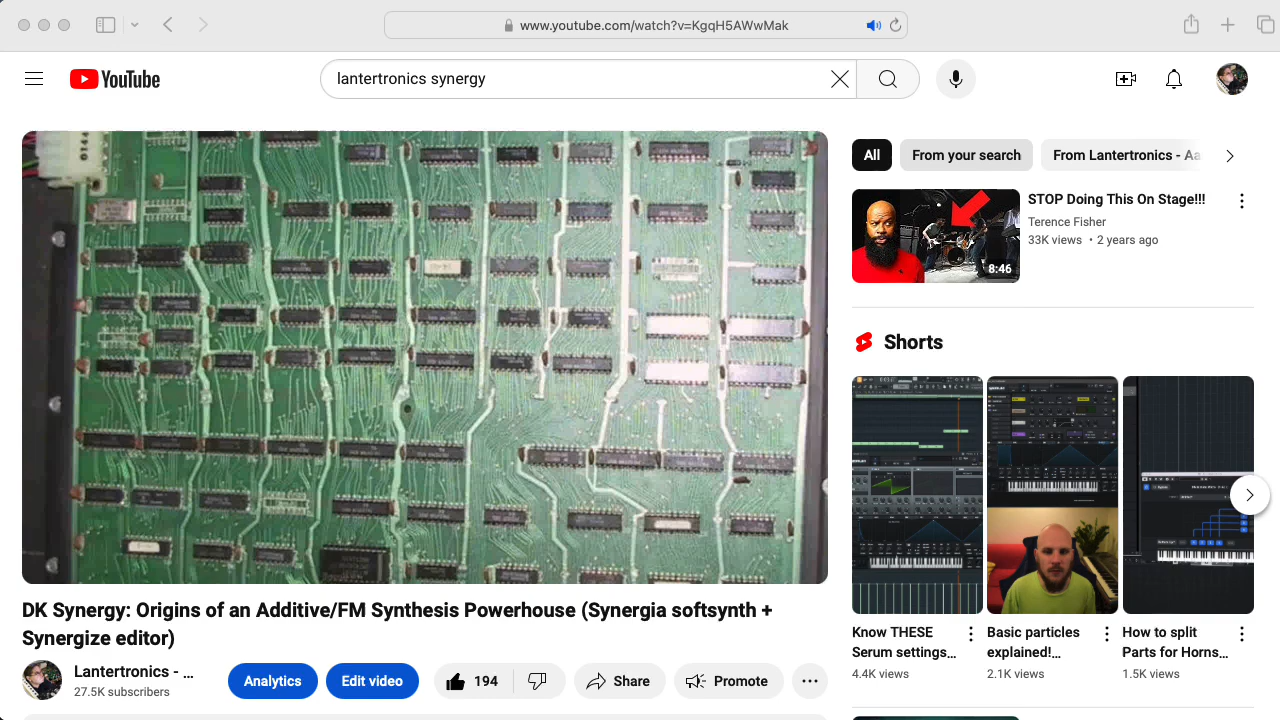 www.youtube.com/watch?v=KgqH5AWwMak
YouTube
lantertronics synergy
All
From your search
From Lantertronics - Aa
STOP Doing This On Stage!!!
Terence Fisher
33K views • 2 years ago
8:46
Shorts
DK Synergy: Origins of an Additive/FM Synthesis Powerhouse (Synergia softsynth +
Synergize editor)
Lantertronics - ...
27.5K subscribers
Analytics
Edit video
194
Share
Promote
Know THESE
Serum settings...
4.4K views
Basic particles
explained!...
2.1K views
How to split
Parts for Horns...
1.5K views